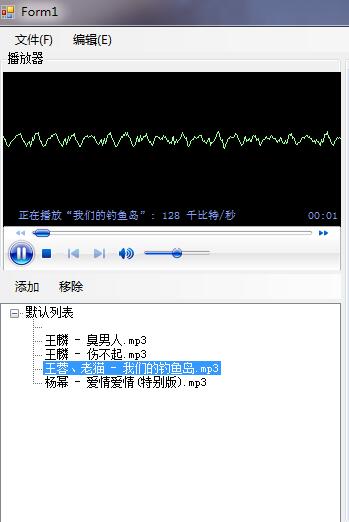 Form1
文件(F) 编辑(E)
播放器
正在播放“我们的钓鱼岛”: 128 千比特/秒 00:01
添加 移除
默认列表
王麟 - 臭男人.mp3
王麟 - 伤不起.mp3
王蓉、老猫 - 我们的钓鱼岛.mp3
杨幂 - 爱情爱情(特别版).mp3